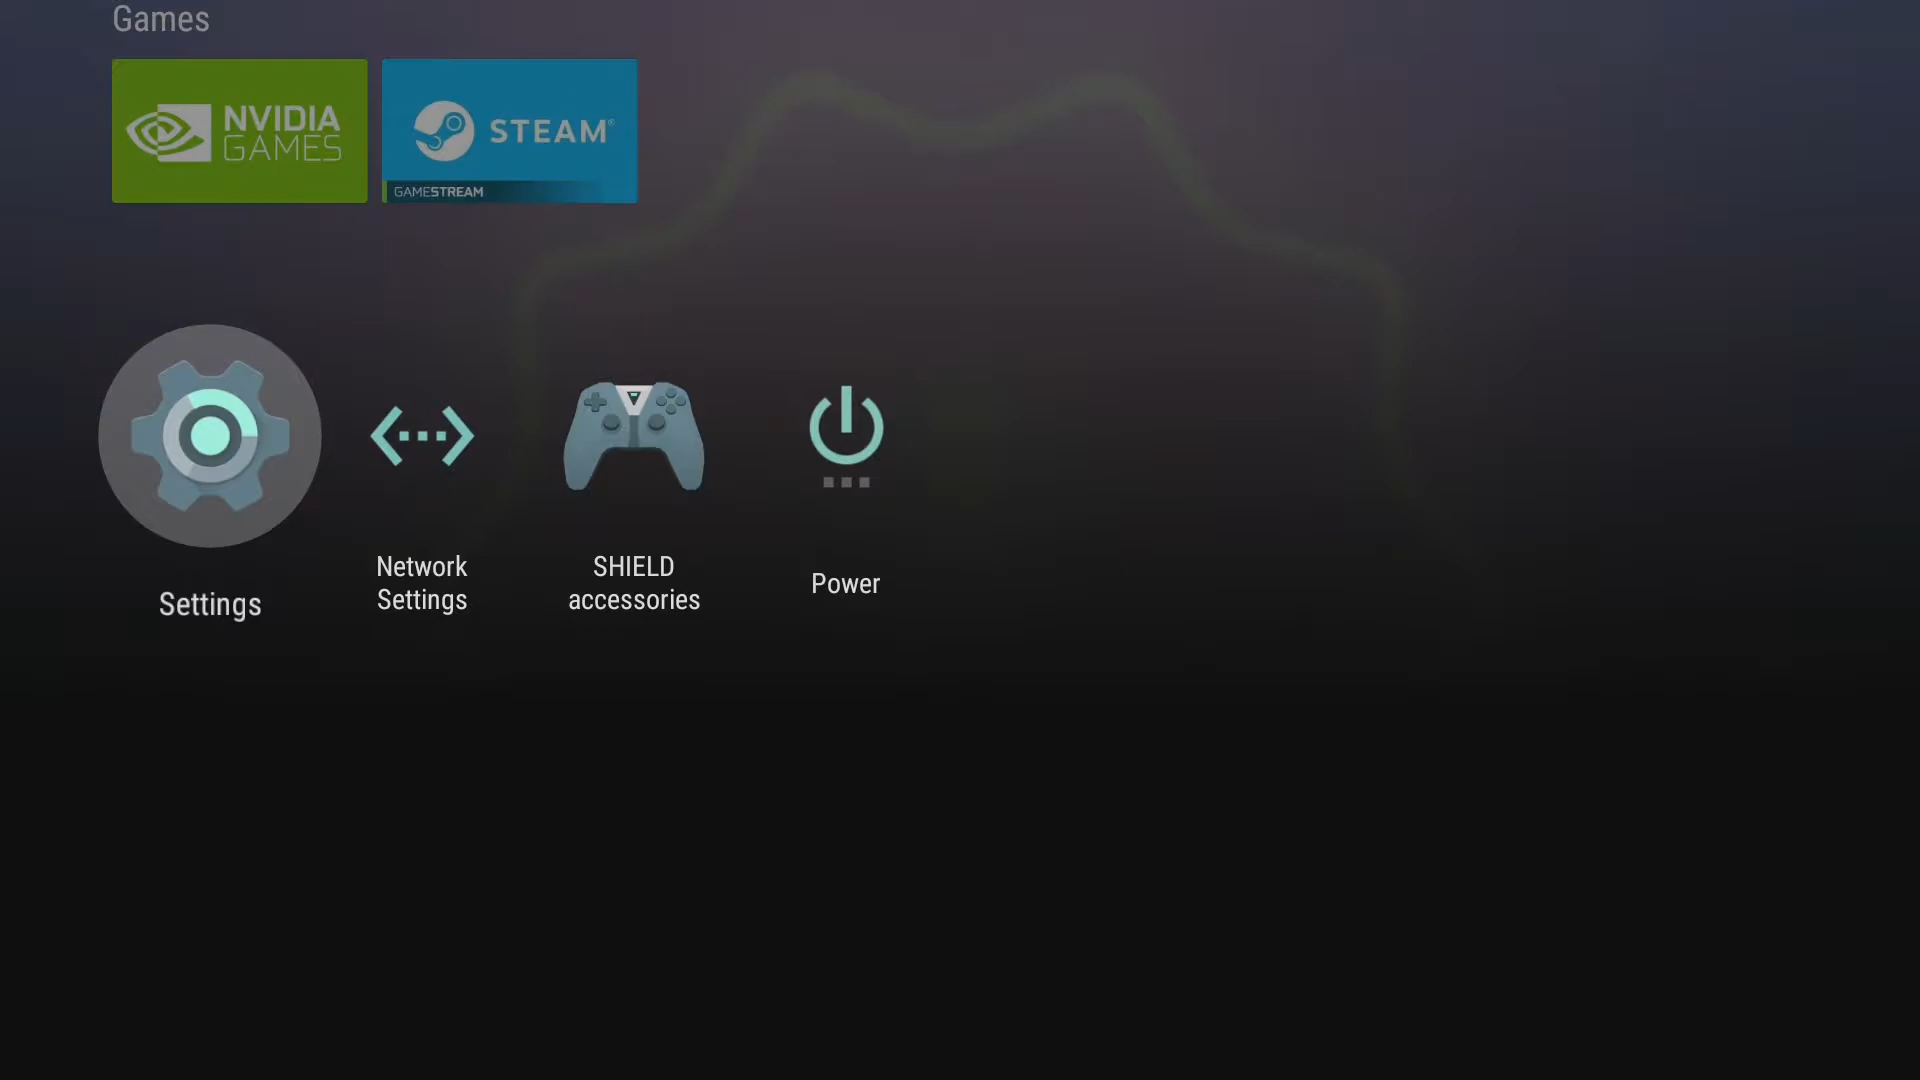 Games
NVIDIA
GAMES
STEAM®
GAMESTREAM
Network
Settings
SHIELD
accessories
Power
Settings